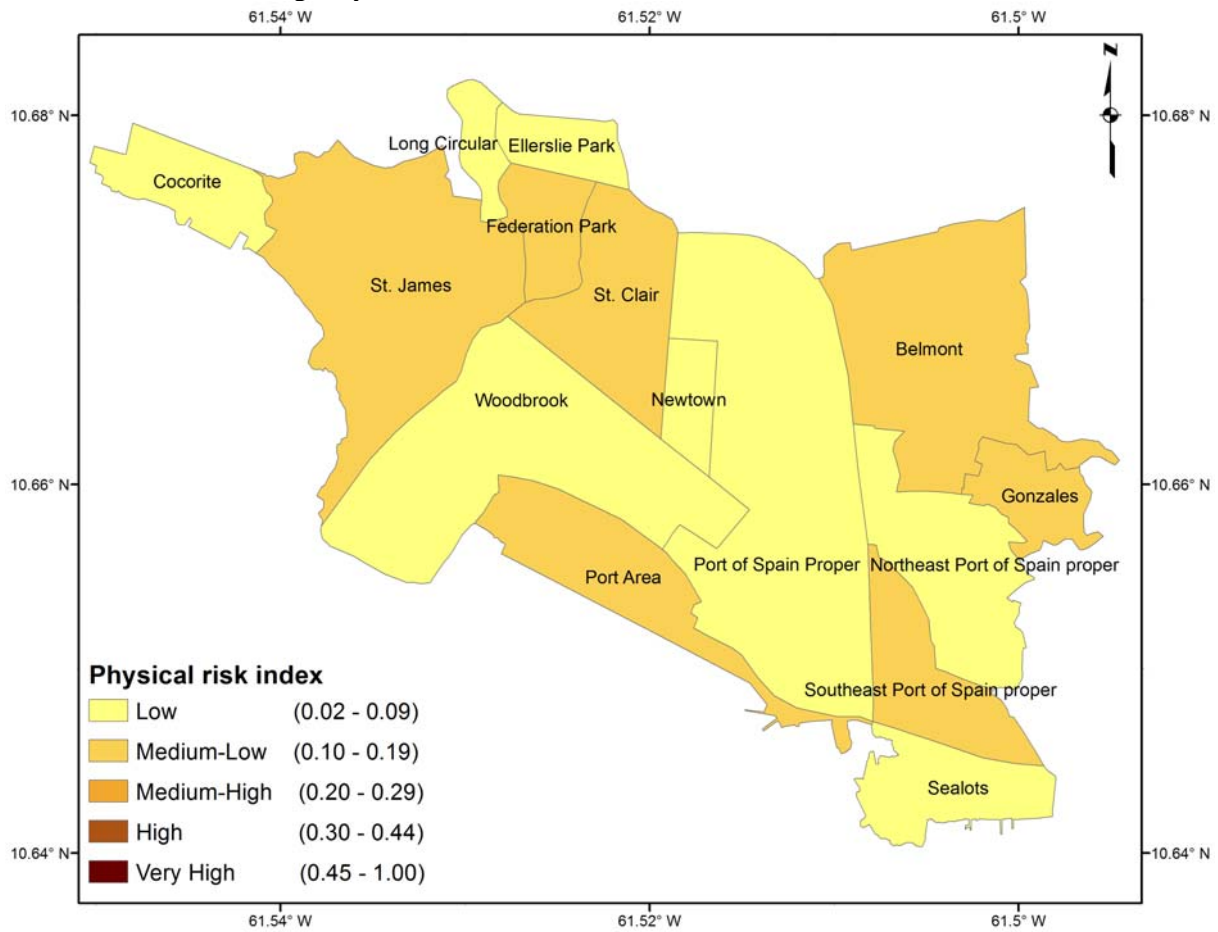 61.54° W
61.52° W
61.5° W
N
10.68° N
10.68° N
Long Circular
Ellerslie Park
Cocorite
Federation Park
St. James
St. Clair
Belmont
Woodbrook
Newtown
10.66° N
10.66° N
Gonzales
Port Area
Port of Spain Proper
Northeast Port of Spain proper
Physical risk index
Southeast Port of Spain proper
Low (0.02 - 0.09)
Medium-Low (0.10 - 0.19)
Medium-High (0.20 - 0.29)
Sealots
High (0.30 - 0.44)
10.64° N
10.64° N
Very High (0.45 - 1.00)
61.54° W
61.52° W
61.5° W